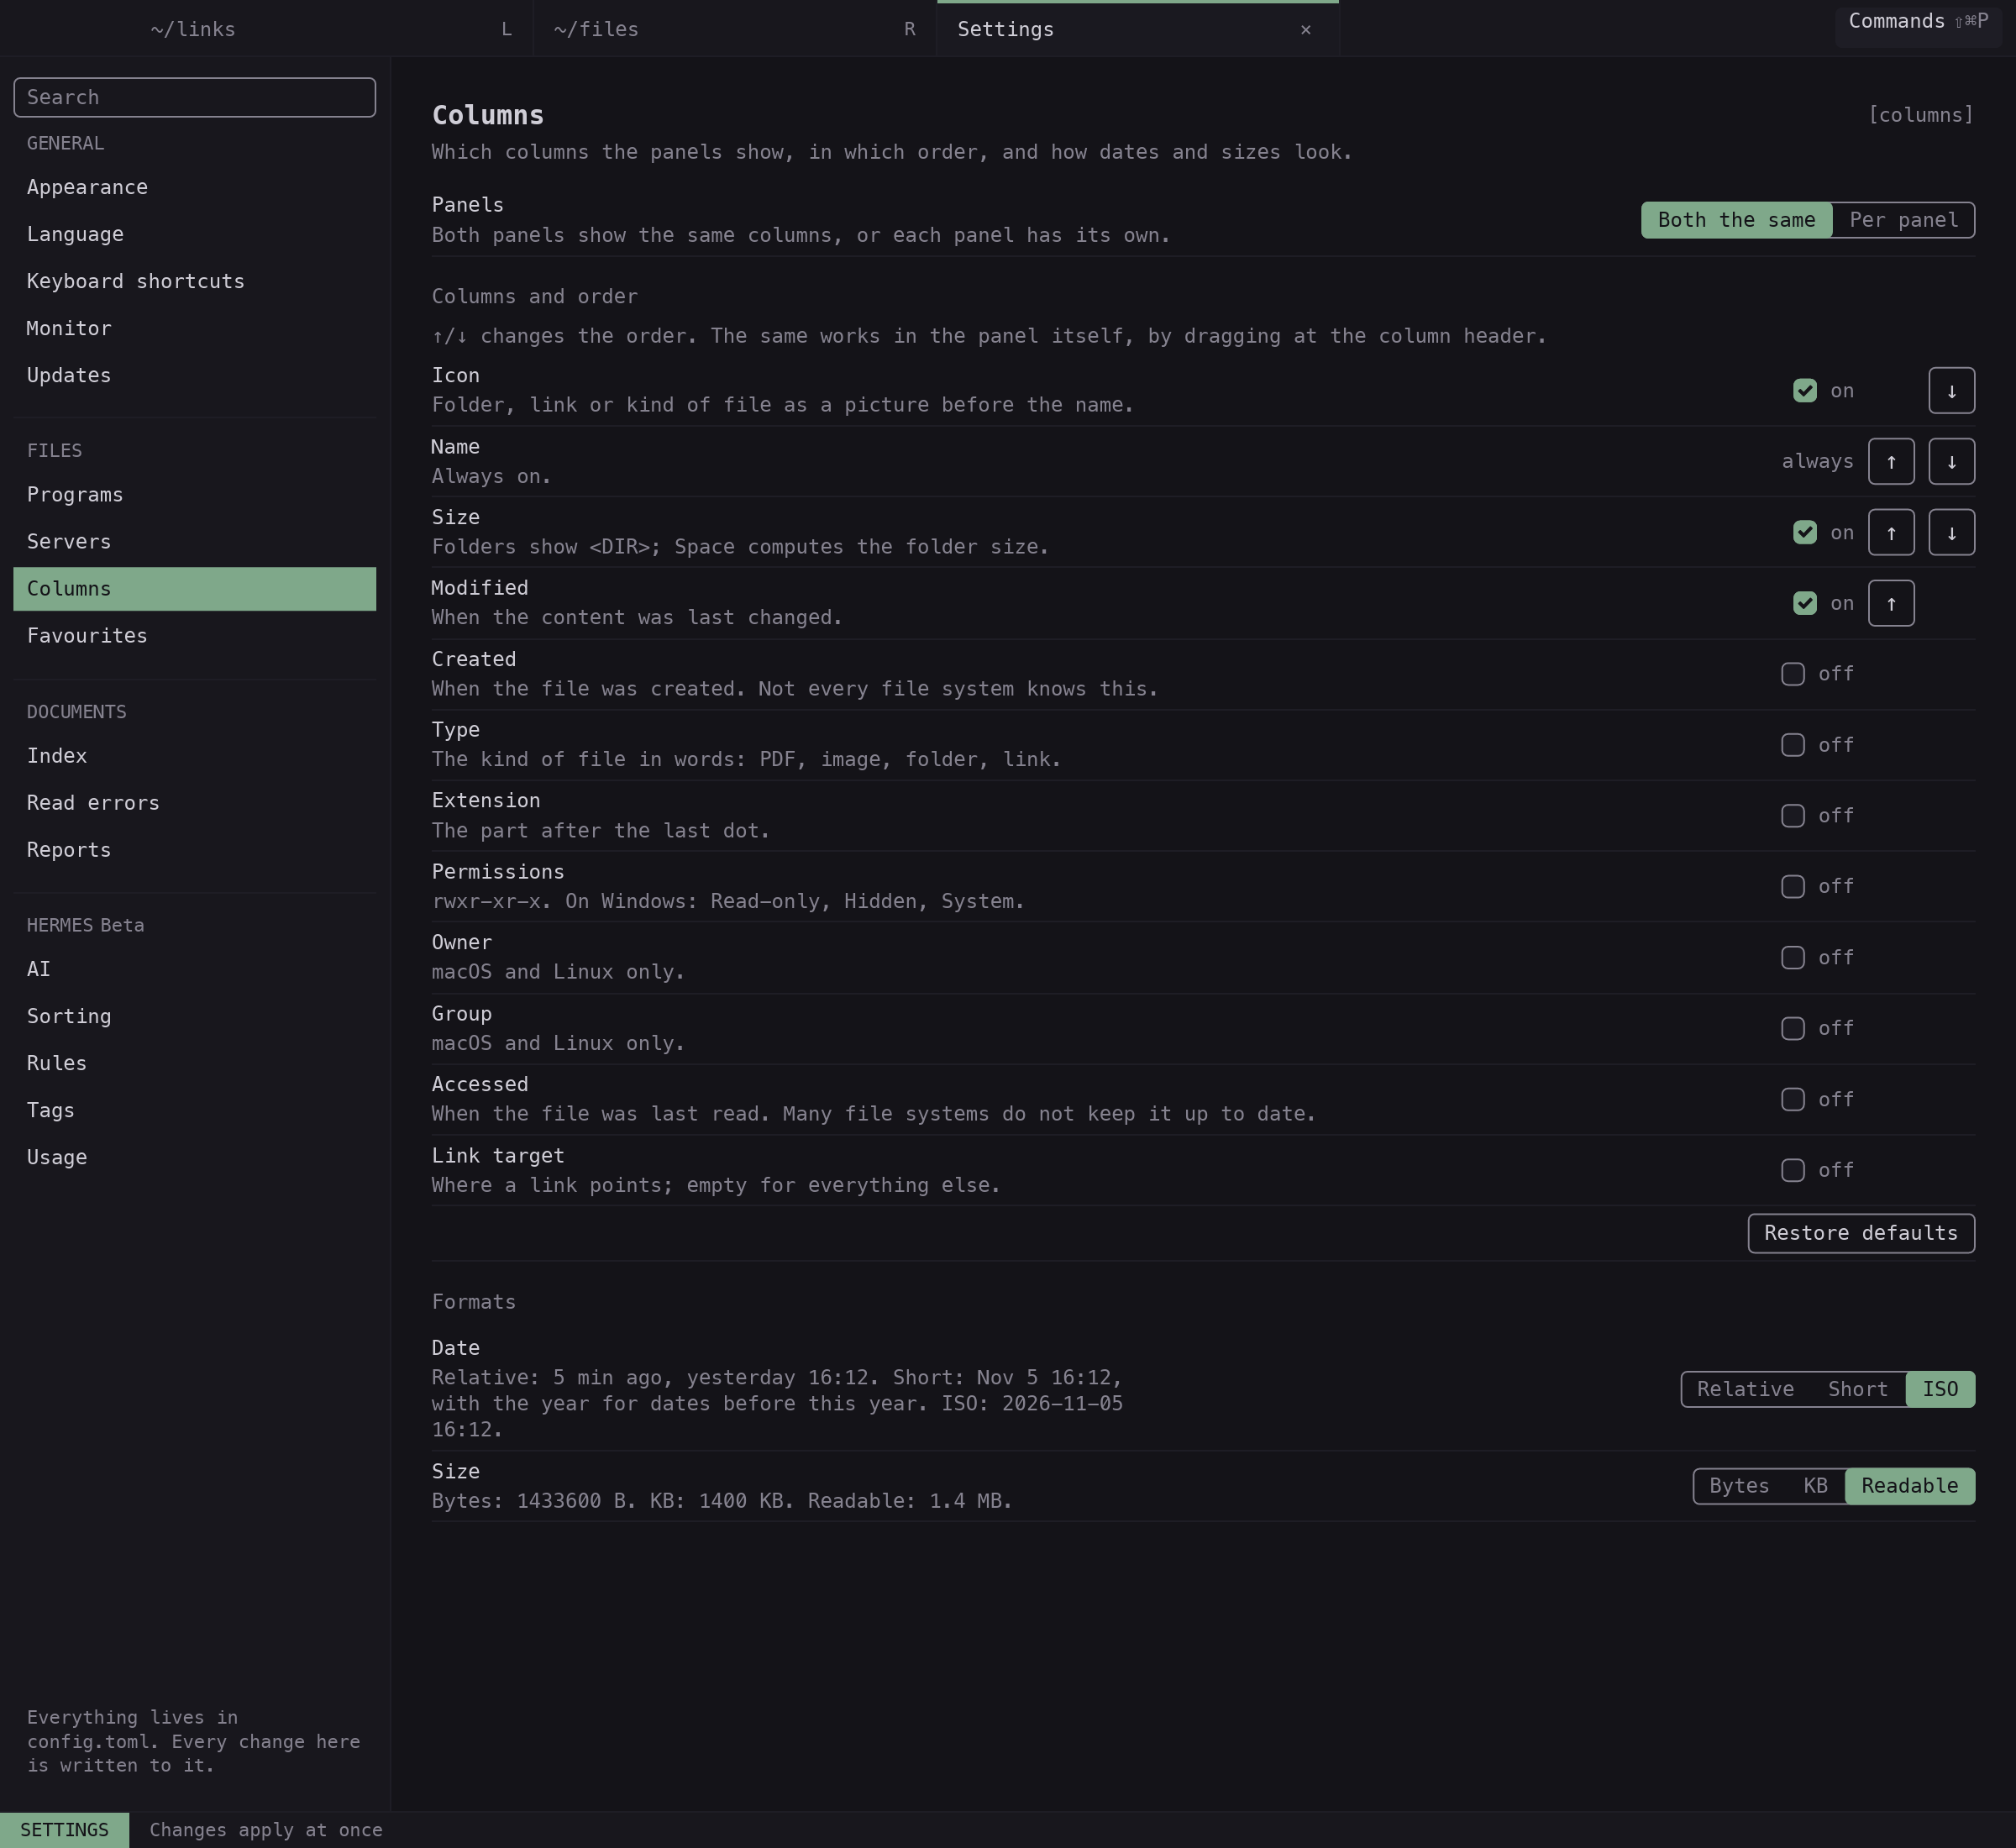 ~/links L ~/files R Settings × Commands ⇧⌘P
Search
GENERAL
Appearance
Language
Keyboard shortcuts
Monitor
Updates
FILES
Programs
Servers
Columns
Favourites
DOCUMENTS
Index
Read errors
Reports
HERMES Beta
AI
Sorting
Rules
Tags
Usage
Everything lives in
config.toml. Every change here
is written to it.
Columns [columns]
Which columns the panels show, in which order, and how dates and sizes look.
Panels
Both panels show the same columns, or each panel has its own.
Both the same Per panel
Columns and order
↑/↓ changes the order. The same works in the panel itself, by dragging at the column header.
Icon
Folder, link or kind of file as a picture before the name.
on ↓
Name
Always on.
always ↑ ↓
Size
Folders show <DIR>; Space computes the folder size.
on ↑ ↓
Modified
When the content was last changed.
on ↑
Created
When the file was created. Not every file system knows this.
off
Type
The kind of file in words: PDF, image, folder, link.
off
Extension
The part after the last dot.
off
Permissions
rwxr-xr-x. On Windows: Read-only, Hidden, System.
off
Owner
macOS and Linux only.
off
Group
macOS and Linux only.
off
Accessed
When the file was last read. Many file systems do not keep it up to date.
off
Link target
Where a link points; empty for everything else.
off
Restore defaults
Formats
Date
Relative: 5 min ago, yesterday 16:12. Short: Nov 5 16:12,
with the year for dates before this year. ISO: 2026-11-05
16:12.
Relative Short ISO
Size
Bytes: 1433600 B. KB: 1400 KB. Readable: 1.4 MB.
Bytes KB Readable
SETTINGS Changes apply at once